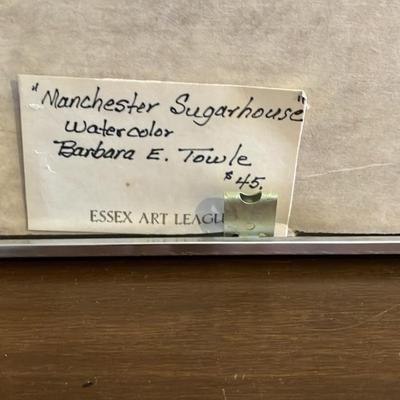 "Manchester Sugarhouse"
Watercolor
Barbara E. Towle
$45.
ESSEX ART LEAGU